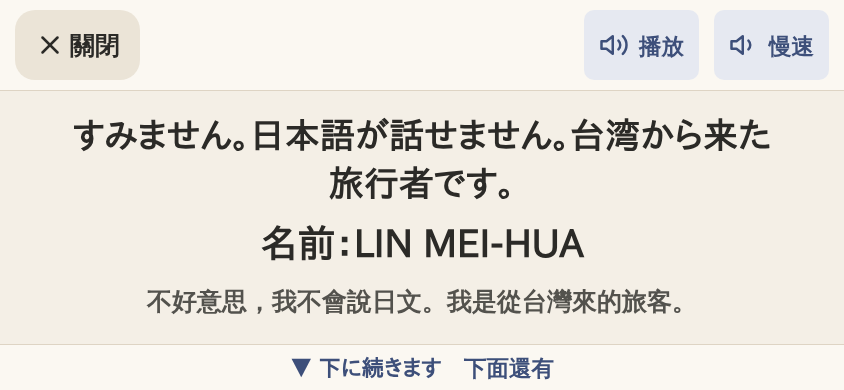 × 關閉
播放
慢速
すみません。日本語が話せません。台湾から来た
旅行者です。
名前:LIN MEI-HUA
不好意思，我不會說日文。我是從台灣來的旅客。
▼ 下に続きます　下面還有